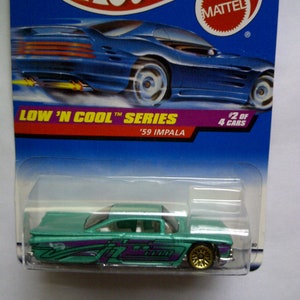 MATTEL
LOW 'N COOL™ SERIES
#2 OF
4 CARS
'59 IMPALA